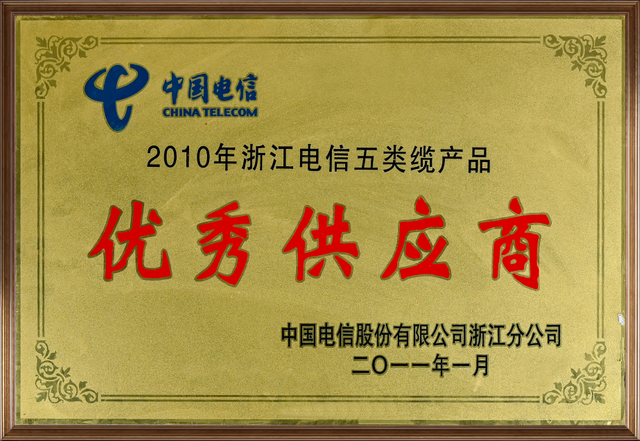 中国电信
CHINA TELECOM
2010年浙江电信五类缆产品
优秀供应商
中国电信股份有限公司浙江分公司
二〇一一年一月